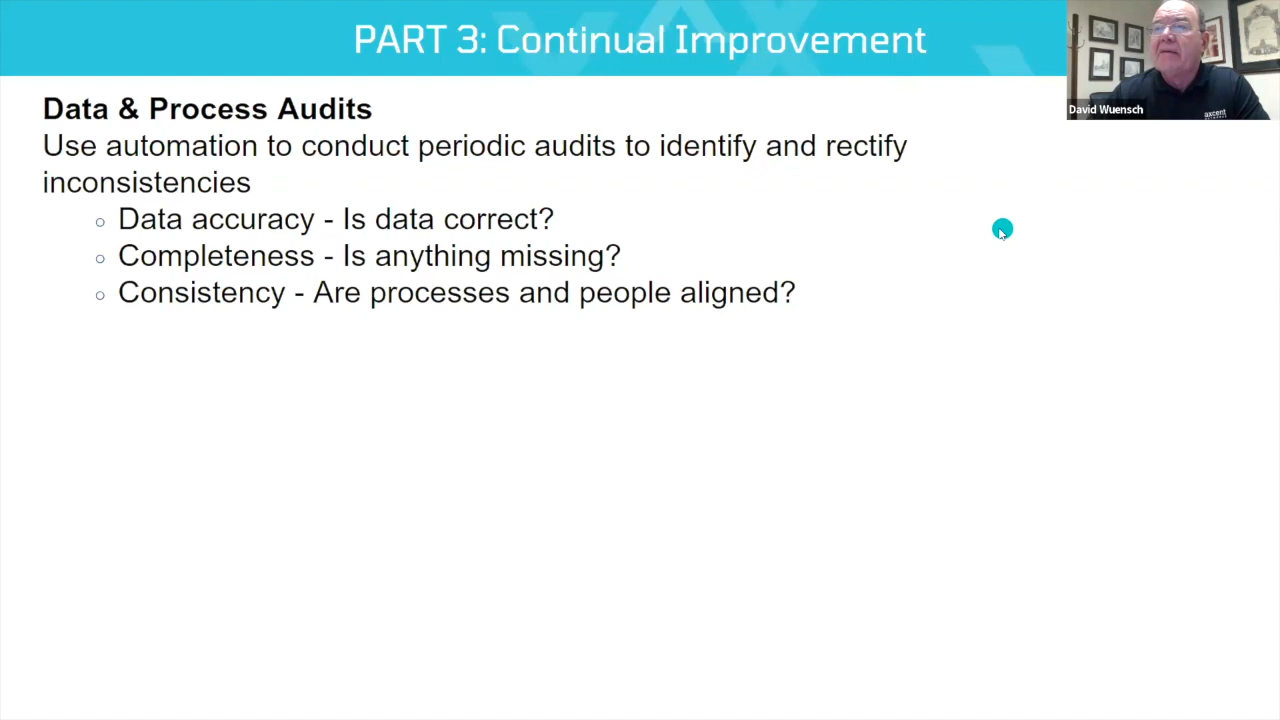 PART 3: Continual Improvement
David Wuensch
axcent
Data & Process Audits
Use automation to conduct periodic audits to identify and rectify
inconsistencies
Data accuracy - Is data correct?
Completeness - Is anything missing?
Consistency - Are processes and people aligned?